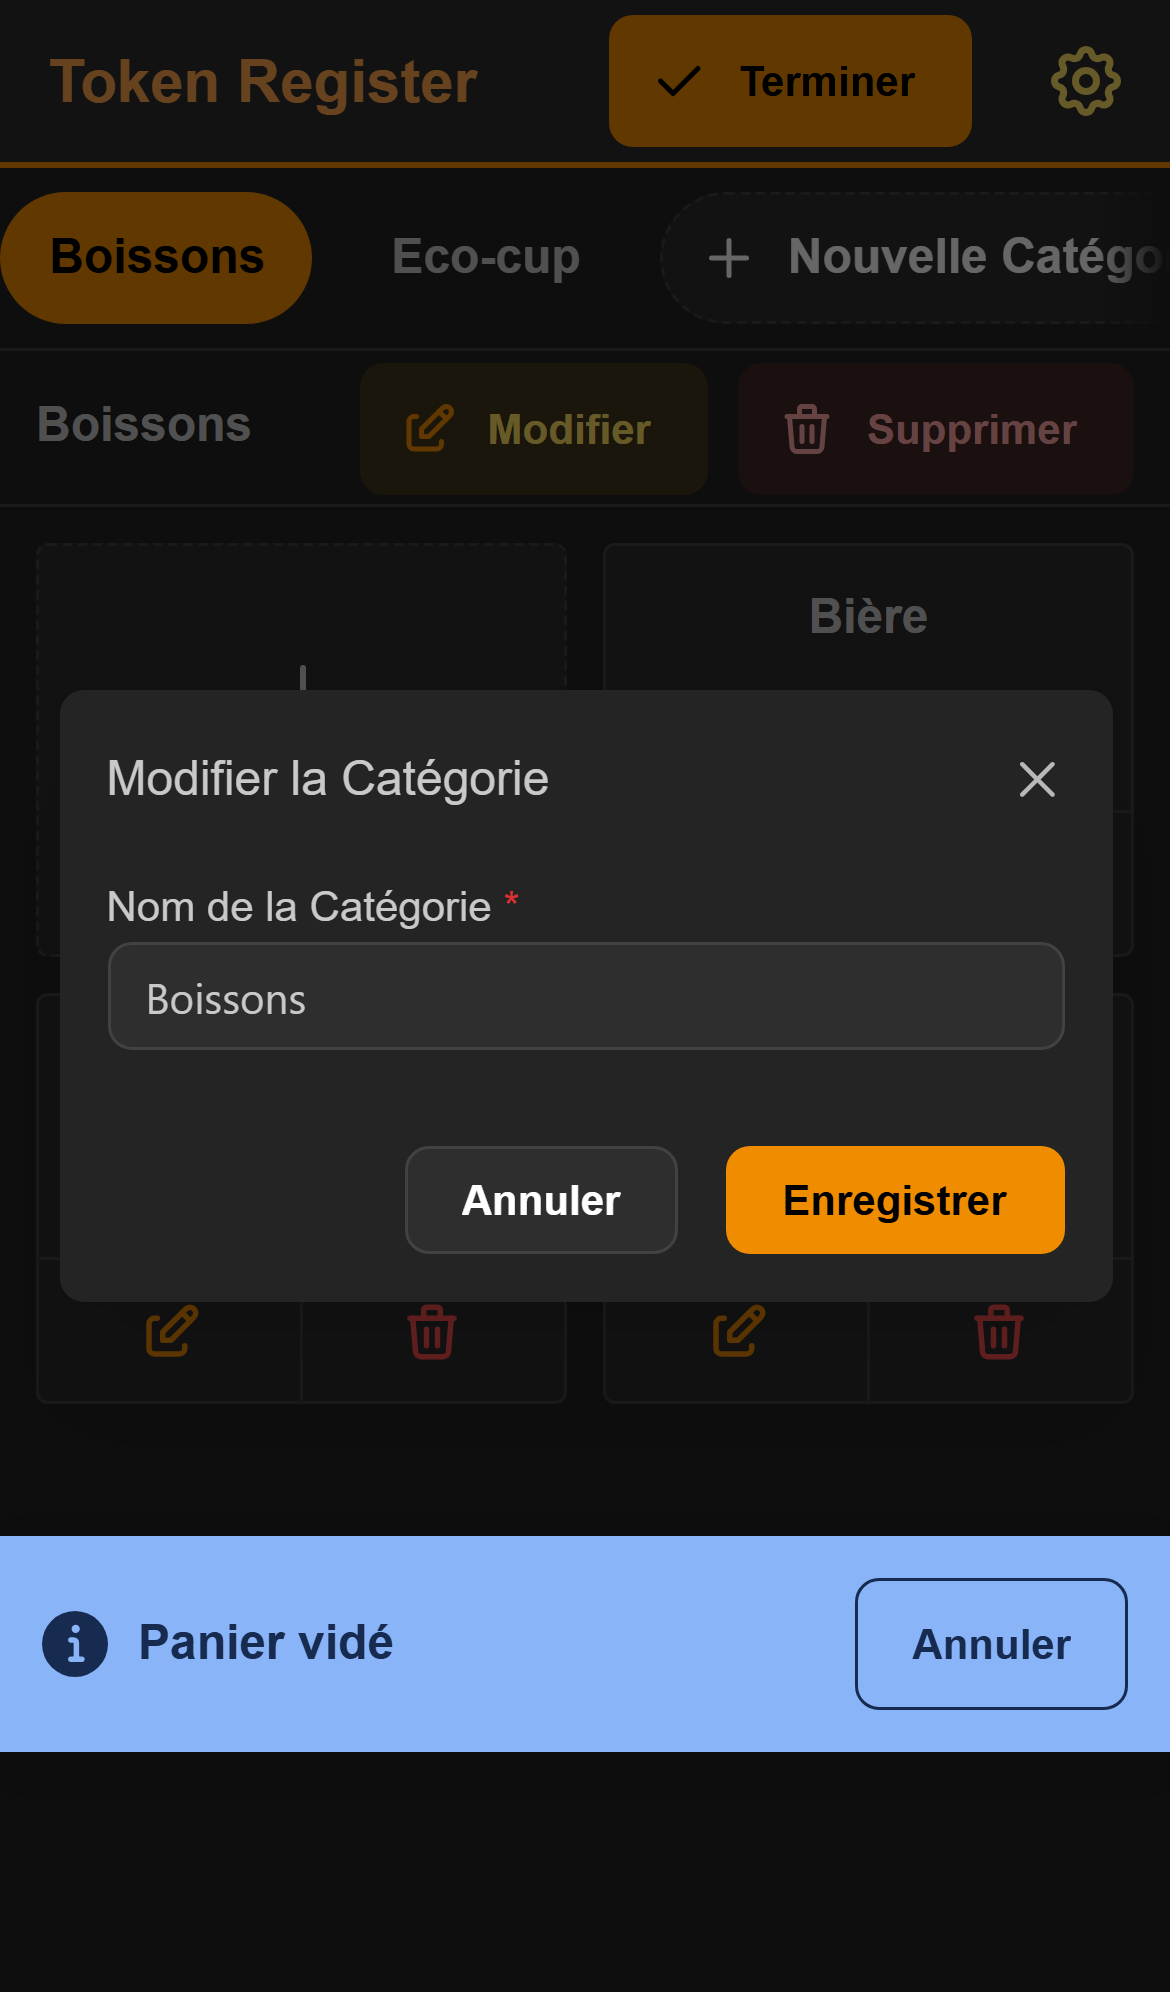 Token Register
Terminer
Boissons
Eco-cup
Nouvelle Catégo
Boissons
Modifier
Supprimer
Bière
Modifier la Catégorie
Nom de la Catégorie *
Boissons
Annuler
Enregistrer
Panier vidé
Annuler